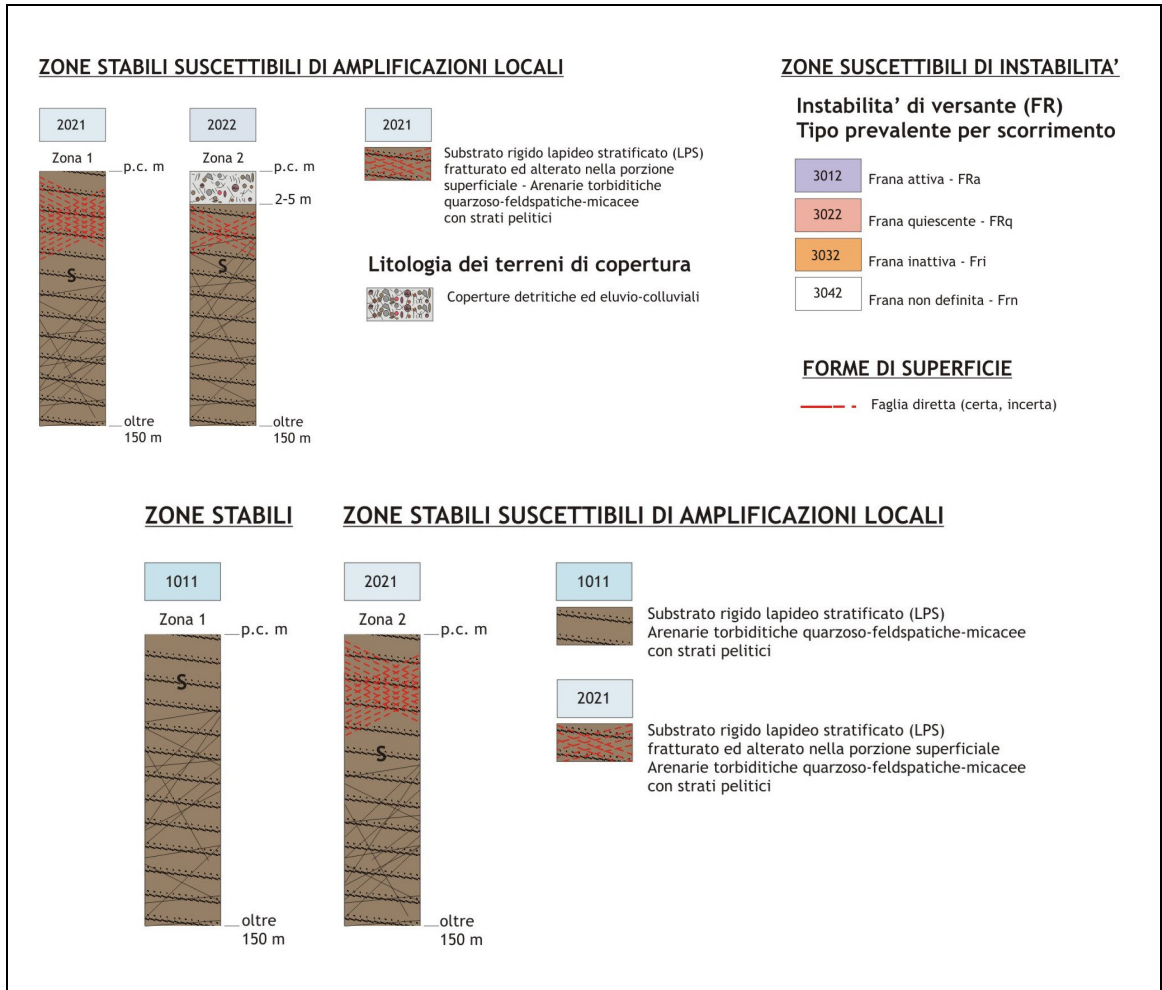 ZONE STABILI SUSCETTIBILI DI AMPLIFICAZIONI LOCALI
2021
2022
Zona 1
p.c. m
Zona 2
p.c. m
2-5 m
S
S
oltre
150 m
oltre
150 m
2021
Substrato rigido lapideo stratificato (LPS)
fratturato ed alterato nella porzione
superficiale - Arenarie torbiditiche
quarzoso-feldspatiche-micacee
con strati pelitici
Litologia dei terreni di copertura
Coperture detritiche ed eluvio-colluviali
ZONE SUSCETTIBILI DI INSTABILITA'
Instabilita' di versante (FR)
Tipo prevalente per scorrimento
3012
Frana attiva - FRa
3022
Frana quiescente - FRq
3032
Frana inattiva - Fri
3042
Frana non definita - Frn
FORME DI SUPERFICIE
Faglia diretta (certa, incerta)
ZONE STABILI
1011
Zona 1
p.c. m
S
oltre
150 m
ZONE STABILI SUSCETTIBILI DI AMPLIFICAZIONI LOCALI
2021
Zona 2
p.c. m
S
oltre
150 m
1011
Substrato rigido lapideo stratificato (LPS)
Arenarie torbiditiche quarzoso-feldspatiche-micacee
con strati pelitici
2021
Substrato rigido lapideo stratificato (LPS)
fratturato ed alterato nella porzione superficiale
Arenarie torbiditiche quarzoso-feldspatiche-micacee
con strati pelitici